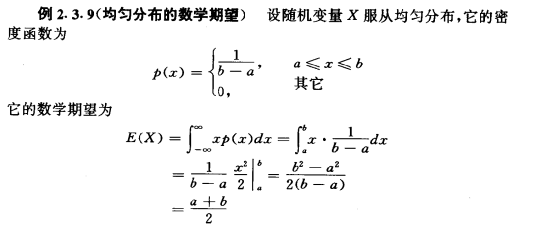 例 2.3.9(均匀分布的数学期望) 设随机变量 X 服从均匀分布,它的密
度函数为
p(x) = { 1/(b−a), a ⩽ x ⩽ b
0, 其它
它的数学期望为
E(X) = ∫_{−∞}^{∞} xp(x)dx = ∫_a^b x · 1/(b−a) dx
= 1/(b−a) x²/2 |_a^b = (b²−a²)/(2(b−a))
= (a+b)/2